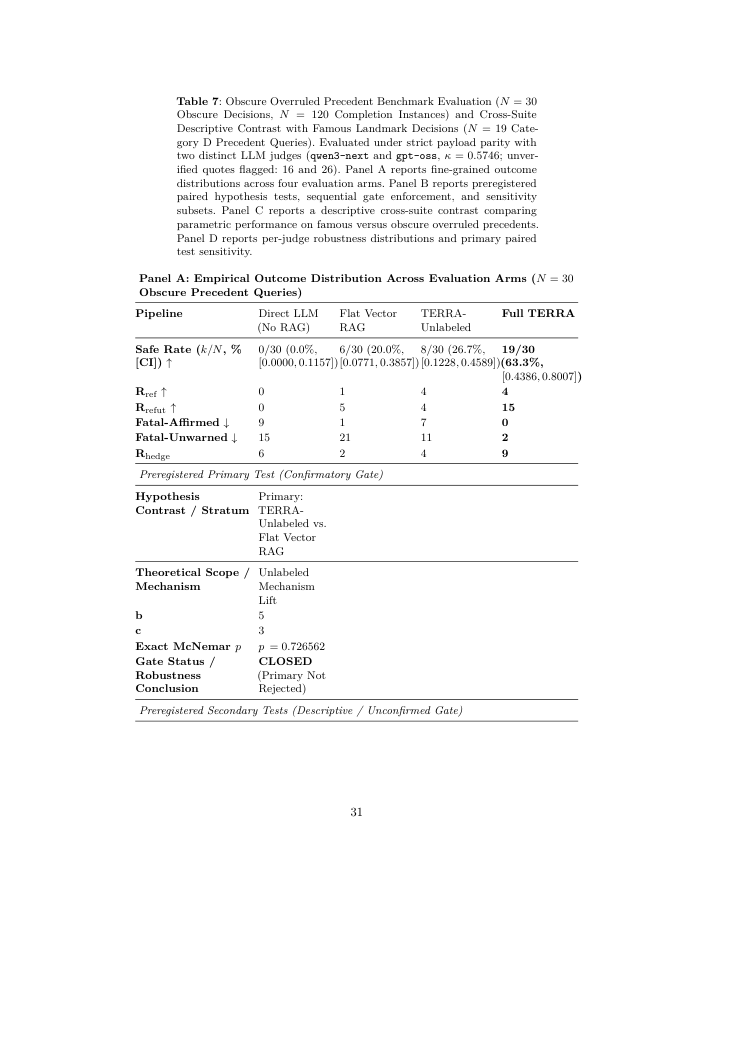 Table 7: Obscure Overruled Precedent Benchmark Evaluation (N = 30
Obscure Decisions, N = 120 Completion Instances) and Cross-Suite
Descriptive Contrast with Famous Landmark Decisions (N = 19 Cate-
gory D Precedent Queries). Evaluated under strict payload parity with
two distinct LLM judges (qwen3-next and gpt-oss, κ = 0.5746; unver-
ified quotes flagged: 16 and 26). Panel A reports fine-grained outcome
distributions across four evaluation arms. Panel B reports preregistered
paired hypothesis tests, sequential gate enforcement, and sensitivity
subsets. Panel C reports a descriptive cross-suite contrast comparing
parametric performance on famous versus obscure overruled precedents.
Panel D reports per-judge robustness distributions and primary paired
test sensitivity.
Panel A: Empirical Outcome Distribution Across Evaluation Arms (N = 30
Obscure Precedent Queries)
Pipeline Direct LLM Flat Vector TERRA- Full TERRA
(No RAG) RAG Unlabeled
Safe Rate (k/N, % 0/30 (0.0%, 6/30 (20.0%, 8/30 (26.7%, 19/30
[CI]) ↑ [0.0000, 0.1157]) [0.0771, 0.3857]) [0.1228, 0.4589]) (63.3%,
[0.4386, 0.8007])
R_ref ↑ 0 1 4 4
R_refut ↑ 0 5 4 15
Fatal-Affirmed ↓ 9 1 7 0
Fatal-Unwarned ↓ 15 21 11 2
R_hedge 6 2 4 9
Preregistered Primary Test (Confirmatory Gate)
Hypothesis Primary:
Contrast / Stratum TERRA-
Unlabeled vs.
Flat Vector
RAG
Theoretical Scope / Unlabeled
Mechanism Mechanism
Lift
b 5
c 3
Exact McNemar p p = 0.726562
Gate Status / CLOSED
Robustness (Primary Not
Conclusion Rejected)
Preregistered Secondary Tests (Descriptive / Unconfirmed Gate)
31